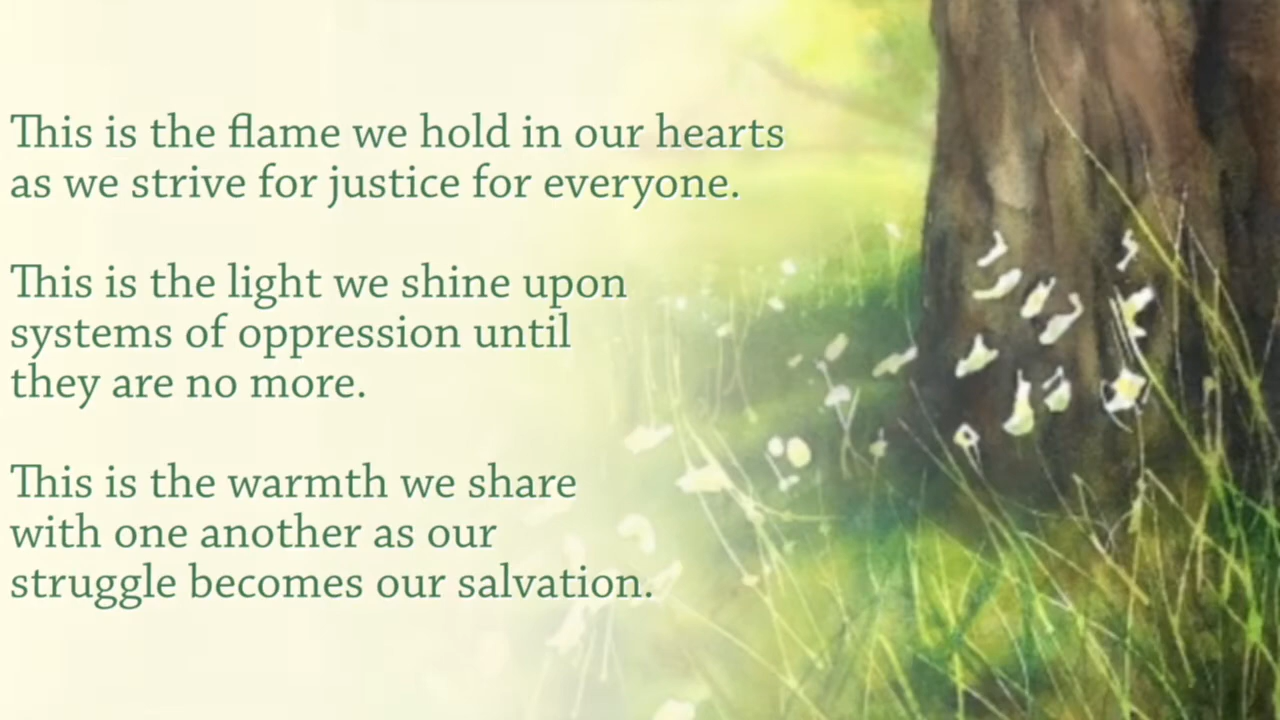 This is the flame we hold in our hearts
as we strive for justice for everyone.
This is the light we shine upon
systems of oppression until
they are no more.
This is the warmth we share
with one another as our
struggle becomes our salvation.